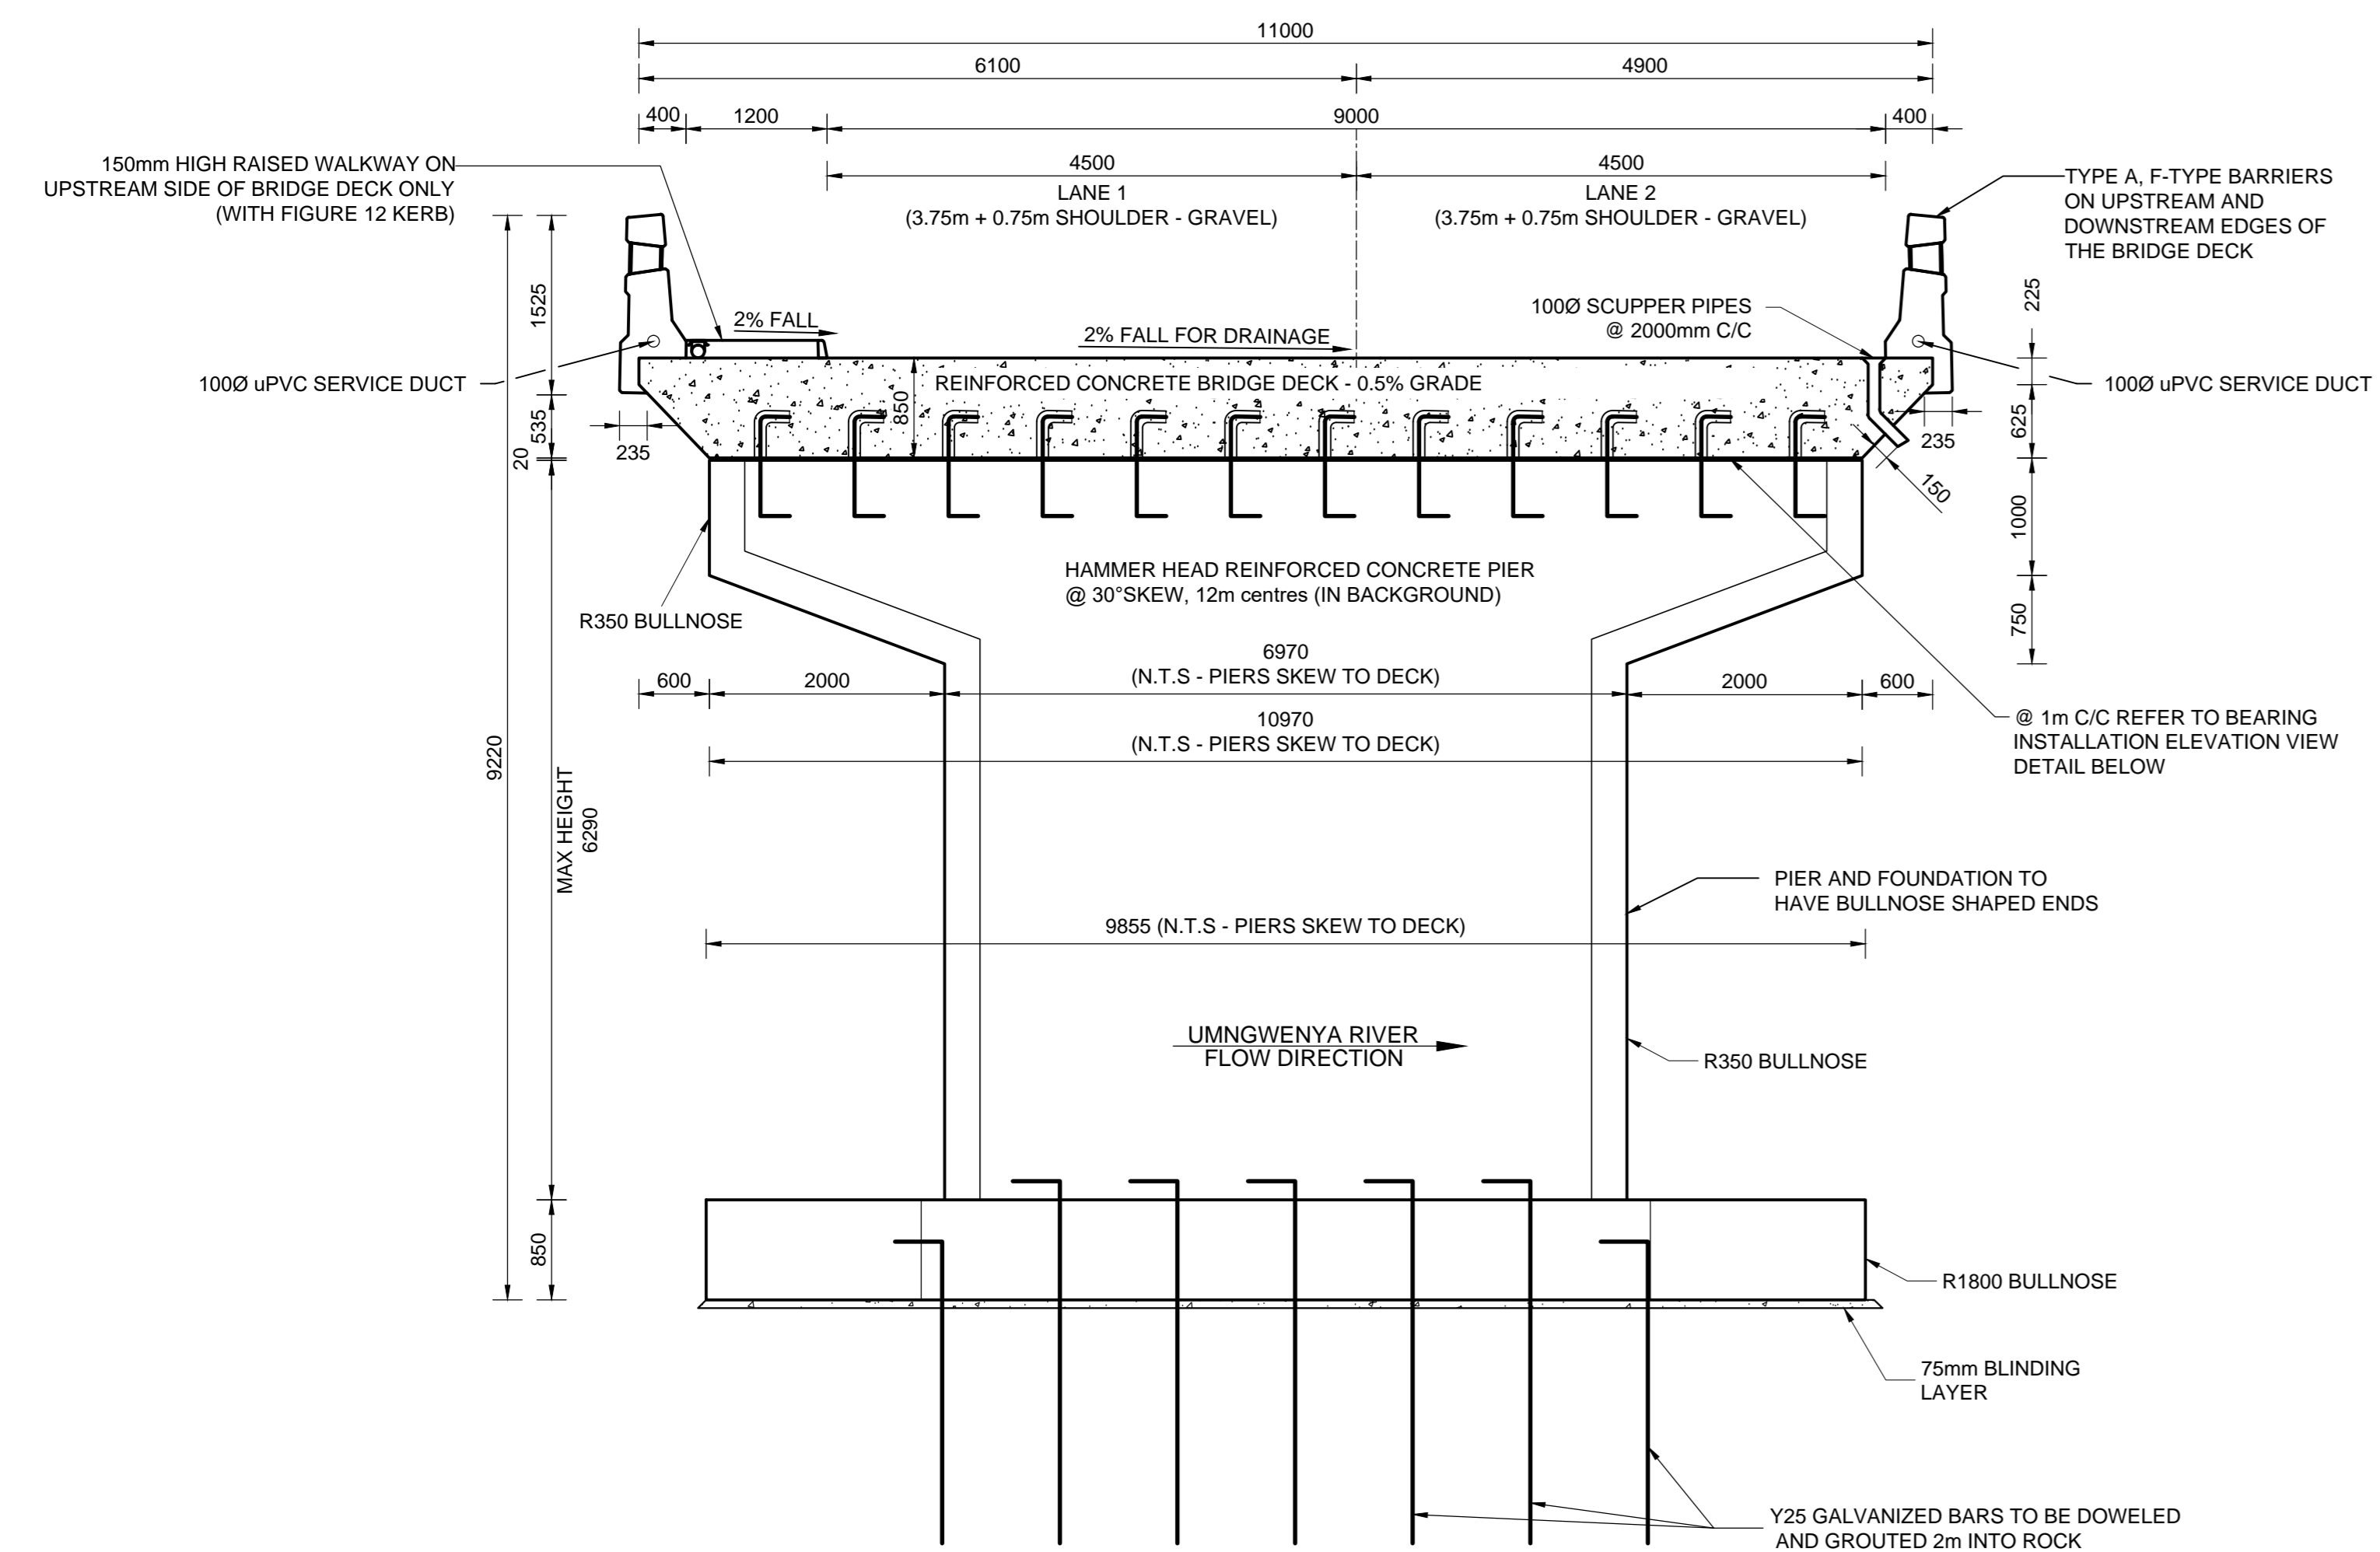 11000
6100
4900
400
1200
9000
400
150mm HIGH RAISED WALKWAY ON
UPSTREAM SIDE OF BRIDGE DECK ONLY
(WITH FIGURE 12 KERB)
4500
LANE 1
(3.75m + 0.75m SHOULDER - GRAVEL)
4500
LANE 2
(3.75m + 0.75m SHOULDER - GRAVEL)
TYPE A, F-TYPE BARRIERS
ON UPSTREAM AND
DOWNSTREAM EDGES OF
THE BRIDGE DECK
1525
2% FALL
2% FALL FOR DRAINAGE
100Ø SCUPPER PIPES
@ 2000mm C/C
225
100Ø uPVC SERVICE DUCT
REINFORCED CONCRETE BRIDGE DECK - 0.5% GRADE
100Ø uPVC SERVICE DUCT
850
535
20
235
235
625
150
1000
HAMMER HEAD REINFORCED CONCRETE PIER
@ 30°SKEW, 12m centres (IN BACKGROUND)
R350 BULLNOSE
750
6970
(N.T.S - PIERS SKEW TO DECK)
600
2000
2000
600
10970
(N.T.S - PIERS SKEW TO DECK)
@ 1m C/C REFER TO BEARING
INSTALLATION ELEVATION VIEW
DETAIL BELOW
9220
MAX HEIGHT
6290
PIER AND FOUNDATION TO
HAVE BULLNOSE SHAPED ENDS
9855 (N.T.S - PIERS SKEW TO DECK)
UMNGWENYA RIVER
FLOW DIRECTION
R350 BULLNOSE
850
R1800 BULLNOSE
75mm BLINDING
LAYER
Y25 GALVANIZED BARS TO BE DOWELED
AND GROUTED 2m INTO ROCK